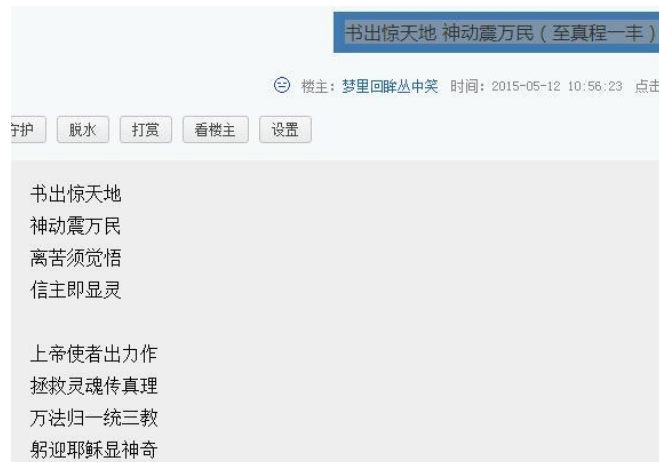 书出惊天地 神动震万民（至真程一丰）
楼主：梦里回眸丛中笑 时间：2015-05-12 10:56:23 点击
守护 脱水 打赏 看楼主 设置
书出惊天地
神动震万民
离苦须觉悟
信主即显灵
上帝使者出力作
拯救灵魂传真理
万法归一统三教
躬迎耶稣显神奇